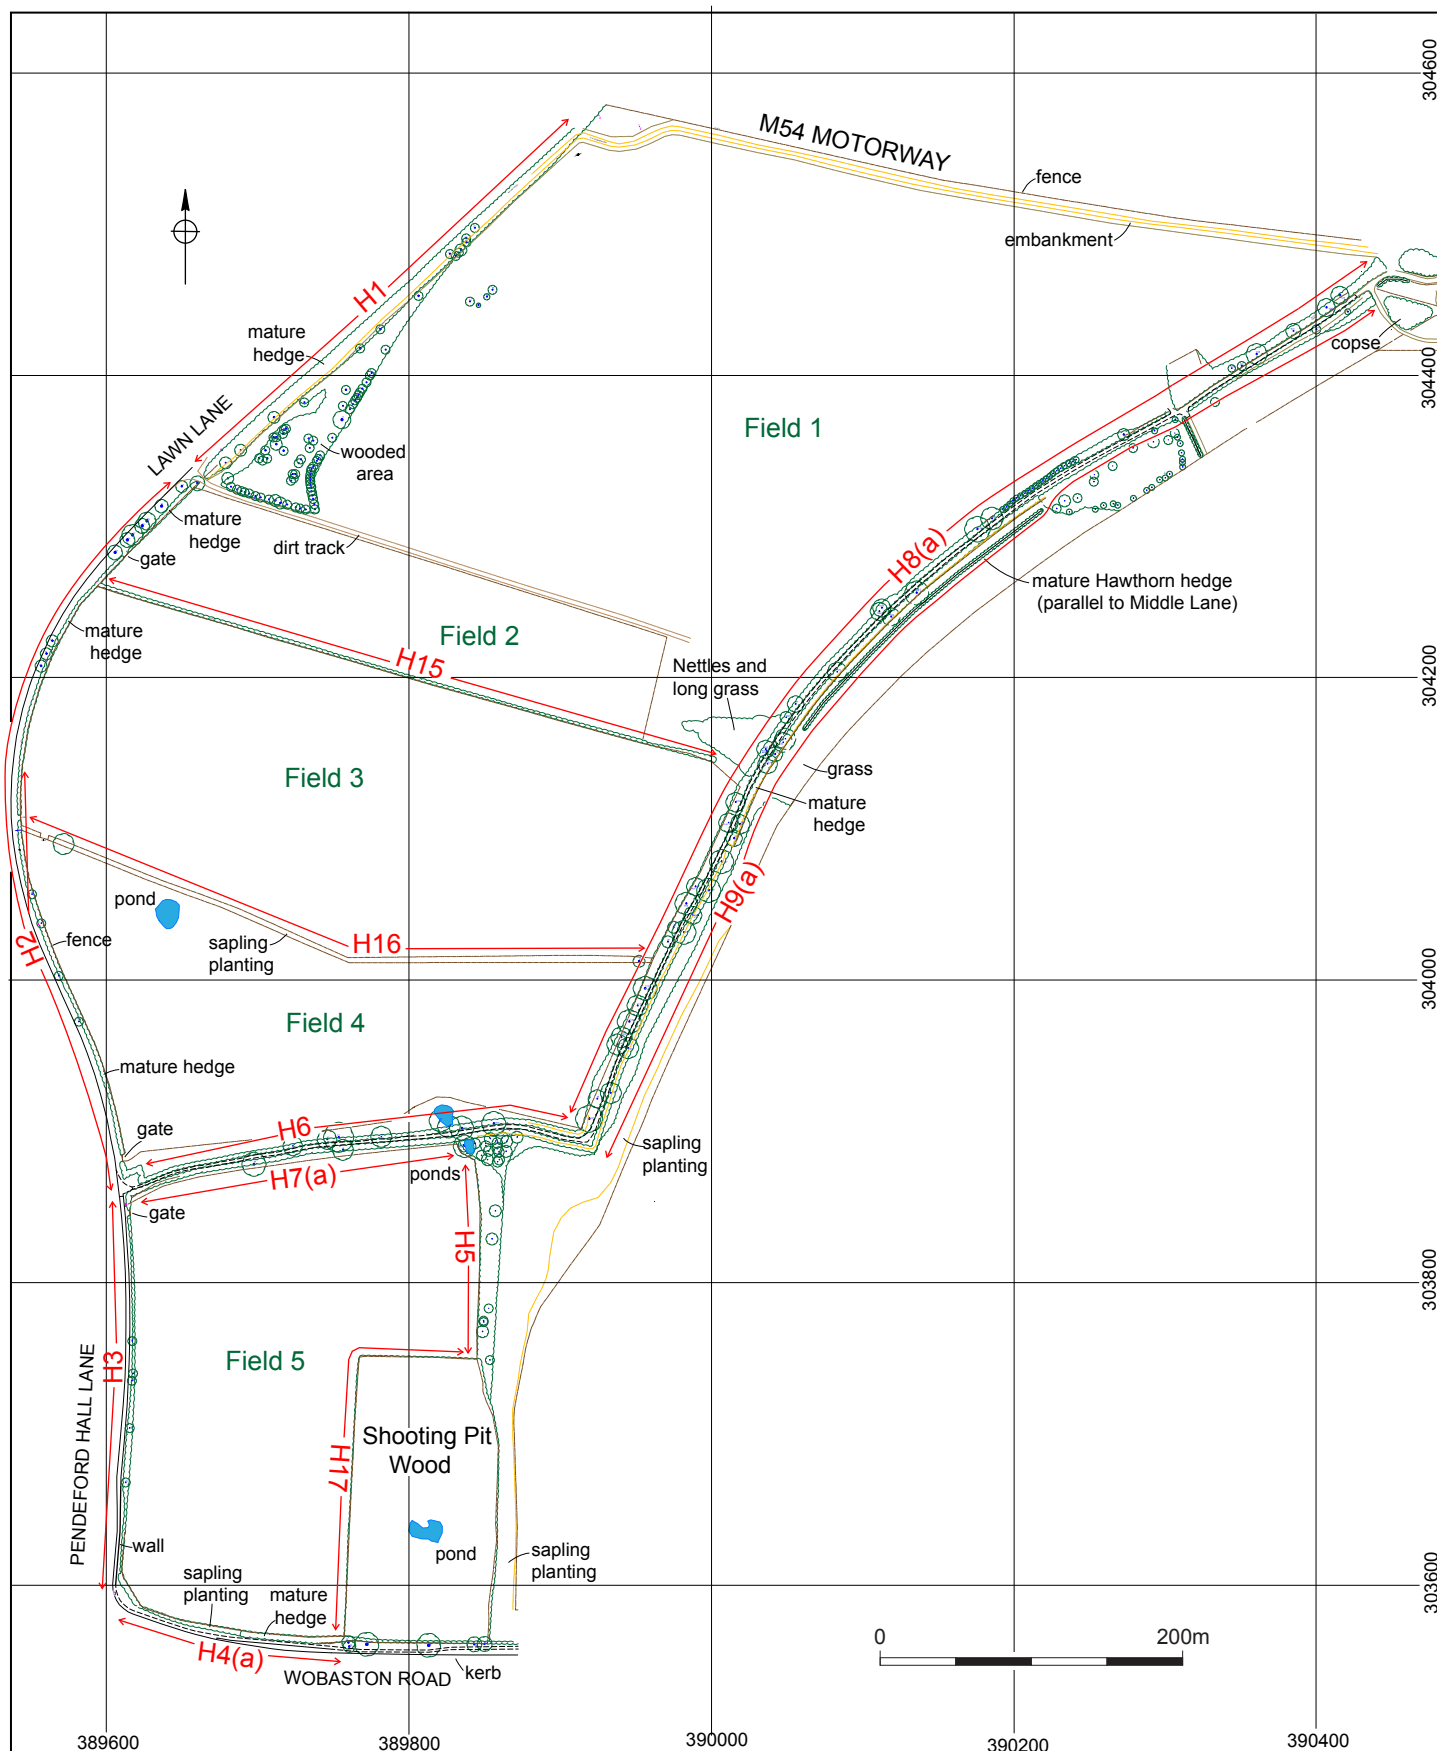 304600
M54 MOTORWAY
fence
embankment
H1
mature
hedge
copse
304400
LAWN LANE
Field 1
wooded
area
mature
hedge
gate
dirt track
H8(a)
mature Hawthorn hedge
(parallel to Middle Lane)
mature
hedge
Field 2
H15
Nettles and
long grass
304200
Field 3
grass
mature
hedge
H9(a)
pond
H2
fence
sapling
planting
H16
304000
Field 4
mature hedge
gate
H6
H7(a)
ponds
sapling
planting
gate
H5
303800
PENDEFORD HALL LANE
H3
Field 5
Shooting Pit
Wood
H17
wall
pond
sapling
planting
sapling
planting
mature
hedge
303600
H4(a)
WOBASTON ROAD
kerb
0
200m
389600
389800
390000
390200
390400